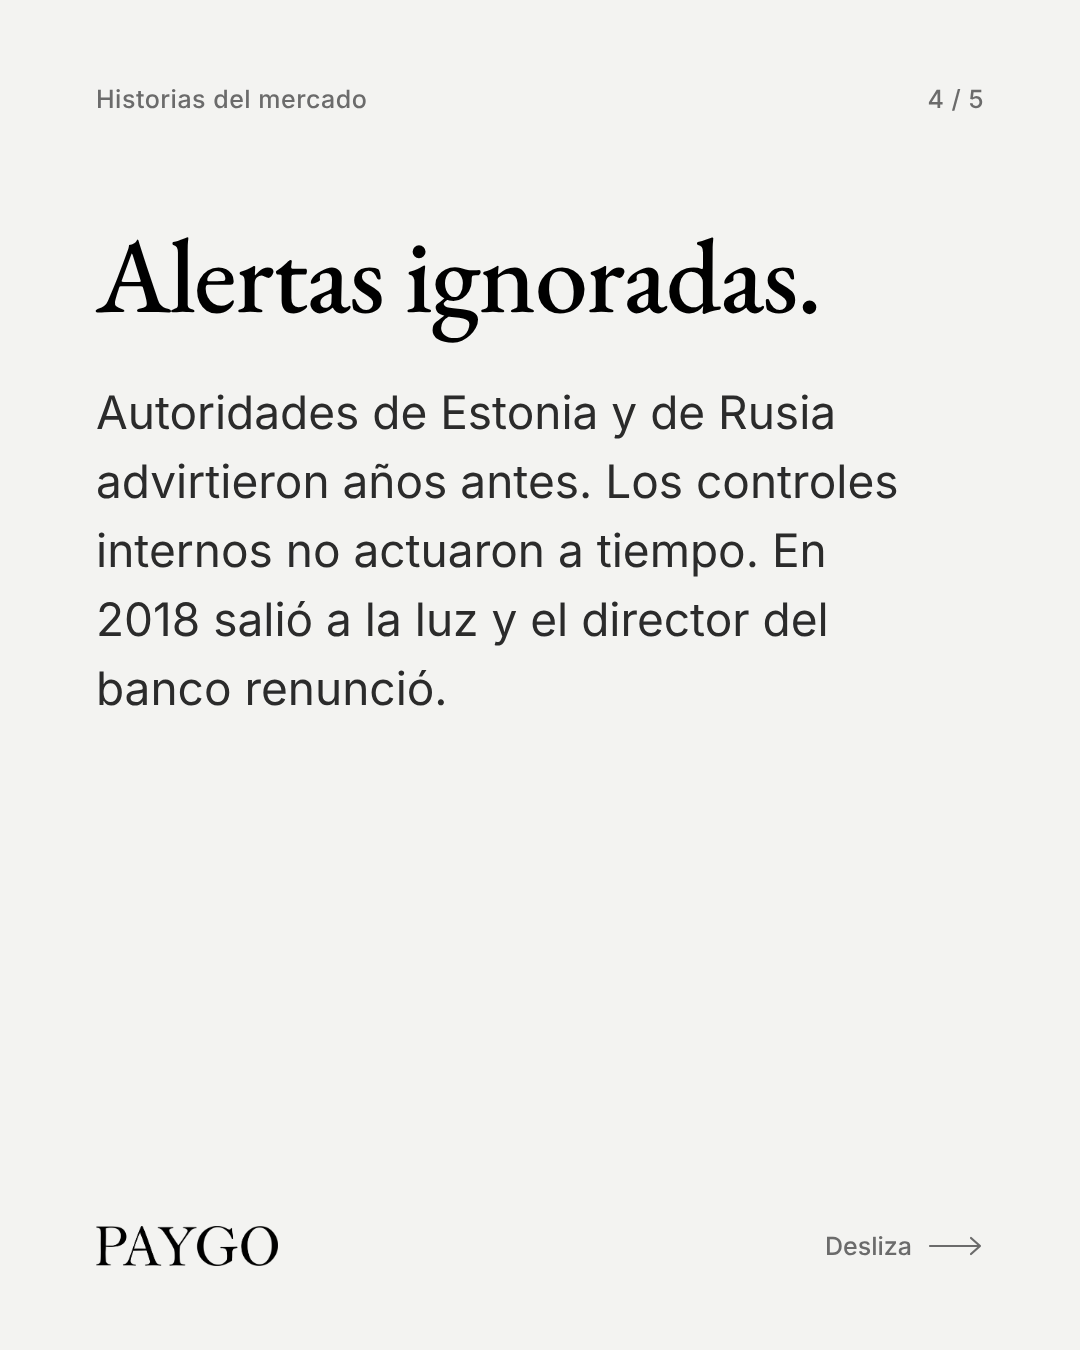 Historias del mercado
4 / 5
Alertas ignoradas.
Autoridades de Estonia y de Rusia
advirtieron años antes. Los controles
internos no actuaron a tiempo. En
2018 salió a la luz y el director del
banco renunció.
PAYGO
Desliza